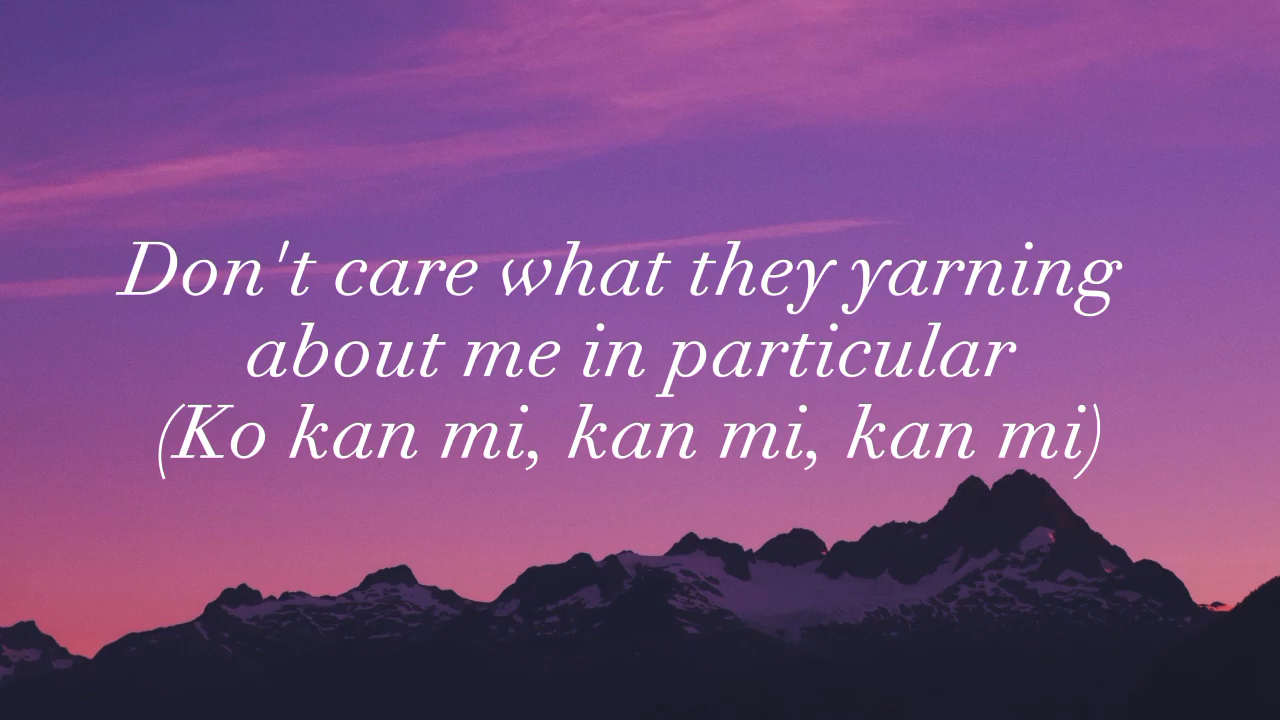 Don't care what they yarning
about me in particular
(Ko kan mi, kan mi, kan mi)